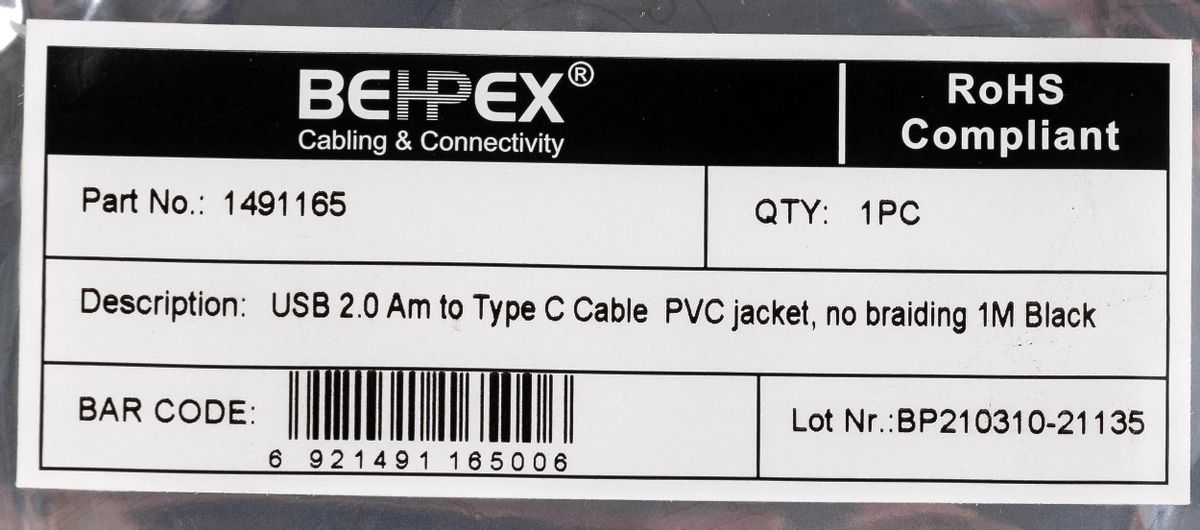 BEHPEX®
Cabling & Connectivity
RoHS
Compliant
Part No.: 1491165
QTY: 1PC
Description: USB 2.0 Am to Type C Cable PVC jacket, no braiding 1M Black
BAR CODE:
6 921491 165006
Lot Nr.:BP210310-21135